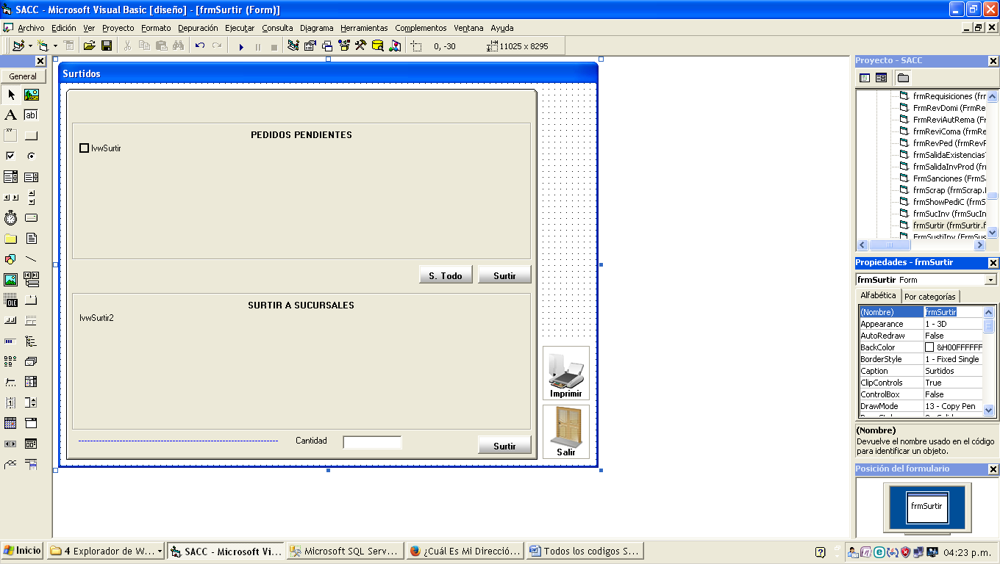 SACC - Microsoft Visual Basic [diseño] - [frmSurtir (Form)]
Archivo Edición Ver Proyecto Formato Depuración Ejecutar Consulta Diagrama Herramientas Complementos Ventana Ayuda
0, -30
11025 x 8295
General
A
ab|
XY
OLE
1
Surtidos
PEDIDOS PENDIENTES
lvwSurtir
S. Todo
Surtir
SURTIR A SUCURSALES
lvwSurtir2
Cantidad
Surtir
Imprimir
Salir
Proyecto - SACC
frmRequisiciones (frm
FrmRevDomi (FrmRe
FrmReviAutRema (Fr
frmReviComa (frmRe
frmRevPed (frmRevP
frmSalidaExistencias
frmSalidaInvProd (frm
FrmSanciones (FrmSa
frmScrap (frmScrap.
frmShowPediC (frmS
frmSucInv (frmSucIn
frmSurtir (frmSurtir.f
FrmSustiInv (FrmSus
Propiedades - frmSurtir
frmSurtir Form
Alfabética
Por categorías
(Nombre) frmSurtir
Appearance 1 - 3D
AutoRedraw False
BackColor &H00FFFFFF
BorderStyle 1 - Fixed Single
Caption Surtidos
ClipControls True
ControlBox False
DrawMode 13 - Copy Pen
(Nombre)
Devuelve el nombre usado en el código
para identificar un objeto.
Posición del formulario
frmSurtir
Inicio
4 Explorador de W...
SACC - Microsoft Vi...
Microsoft SQL Serv...
¿Cuál Es Mi Direcció...
Todos los codigos S...
04:23 p.m.